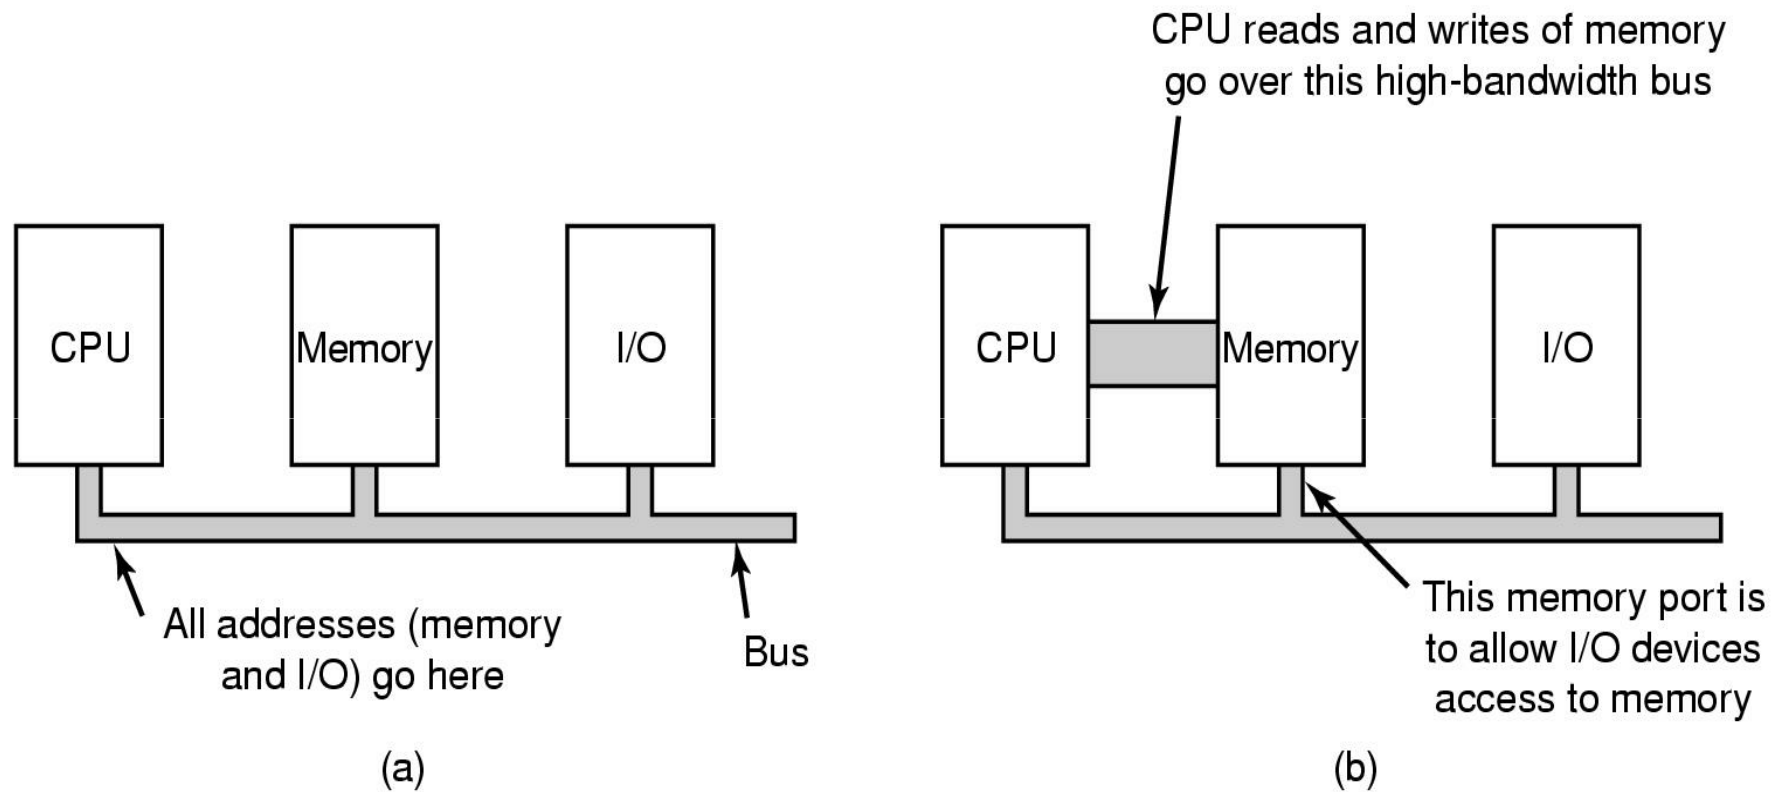 CPU reads and writes of memory
go over this high-bandwidth bus
CPU
Memory
I/O
CPU
Memory
I/O
All addresses (memory
and I/O) go here
Bus
This memory port is
to allow I/O devices
access to memory
(a)
(b)